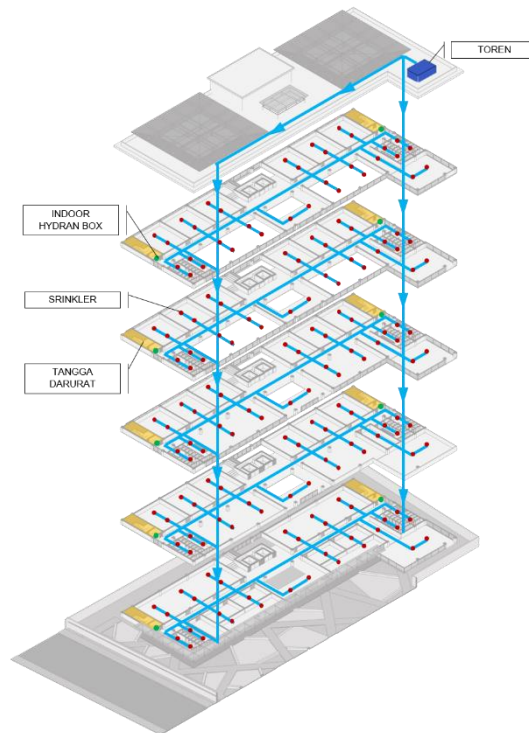 TOREN
INDOOR
HYDRAN BOX
SRINKLER
TANGGA
DARURAT